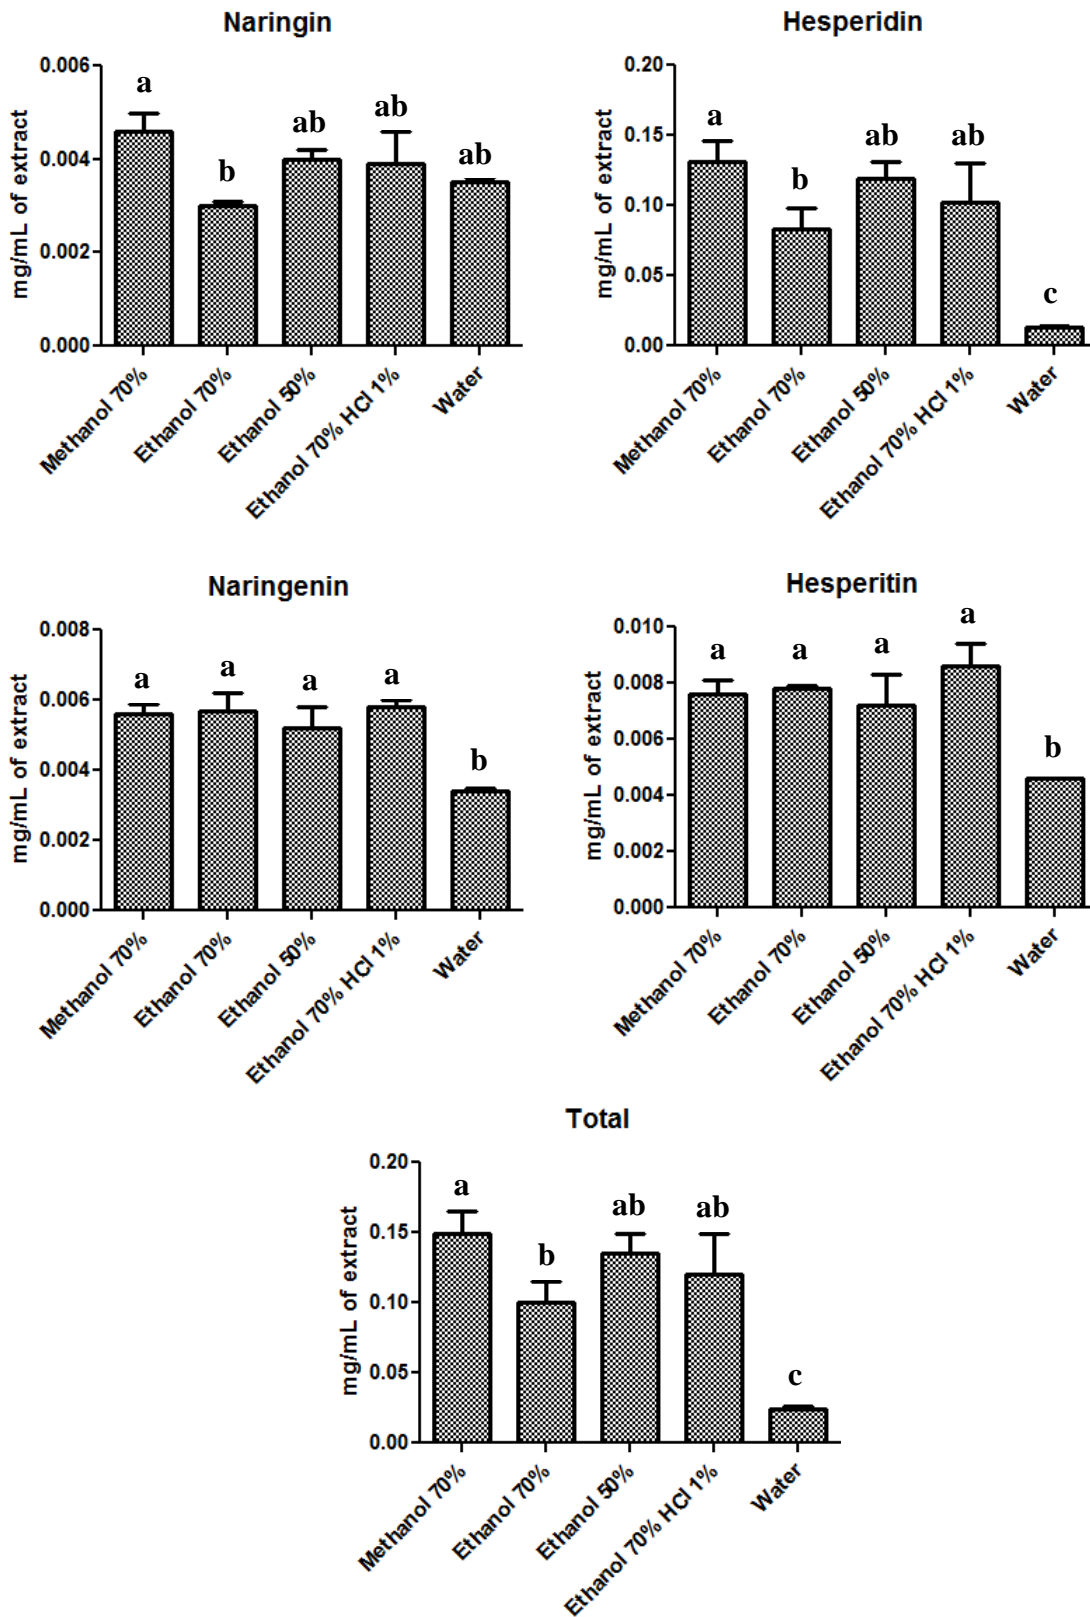 Naringin
mg/mL of extract
0.006
0.004
0.002
0.000
a
b
ab
ab
ab
Methanol 70%
Ethanol 70%
Ethanol 50%
Ethanol 70% HCl 1%
Water
Hesperidin
mg/mL of extract
0.20
0.15
0.10
0.05
0.00
a
b
ab
ab
c
Methanol 70%
Ethanol 70%
Ethanol 50%
Ethanol 70% HCl 1%
Water
Naringenin
mg/mL of extract
0.008
0.006
0.004
0.002
0.000
a
a
a
a
b
Methanol 70%
Ethanol 70%
Ethanol 50%
Ethanol 70% HCl 1%
Water
Hesperitin
mg/mL of extract
0.010
0.008
0.006
0.004
0.002
0.000
a
a
a
a
b
Methanol 70%
Ethanol 70%
Ethanol 50%
Ethanol 70% HCl 1%
Water
Total
mg/mL of extract
0.20
0.15
0.10
0.05
0.00
a
b
ab
ab
c
Methanol 70%
Ethanol 70%
Ethanol 50%
Ethanol 70% HCl 1%
Water